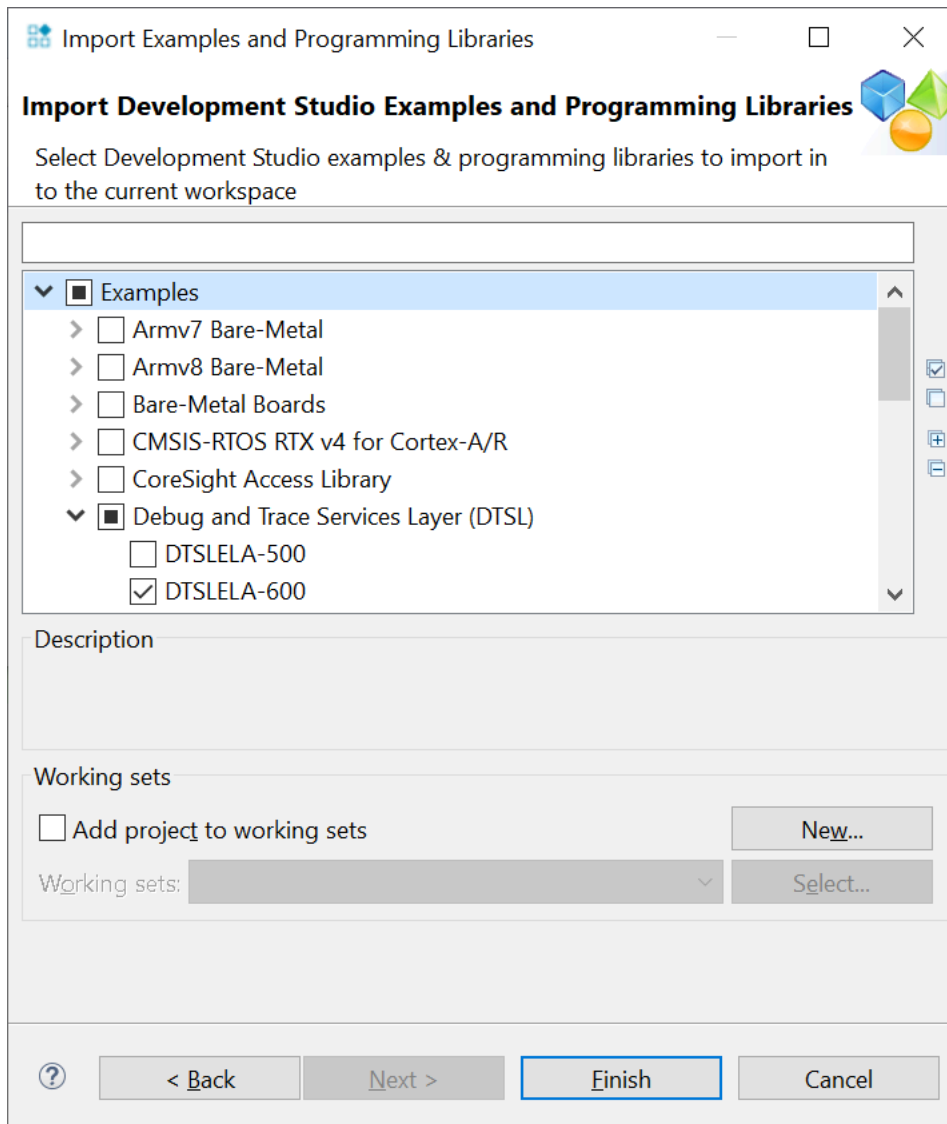 Import Examples and Programming Libraries
Import Development Studio Examples and Programming Libraries
Select Development Studio examples & programming libraries to import in
to the current workspace
Examples
Armv7 Bare-Metal
Armv8 Bare-Metal
Bare-Metal Boards
CMSIS-RTOS RTX v4 for Cortex-A/R
CoreSight Access Library
Debug and Trace Services Layer (DTSL)
DTSLELA-500
DTSLELA-600
Description
Working sets
Add project to working sets
New...
Working sets:
Select...
?
< Back
Next >
Finish
Cancel